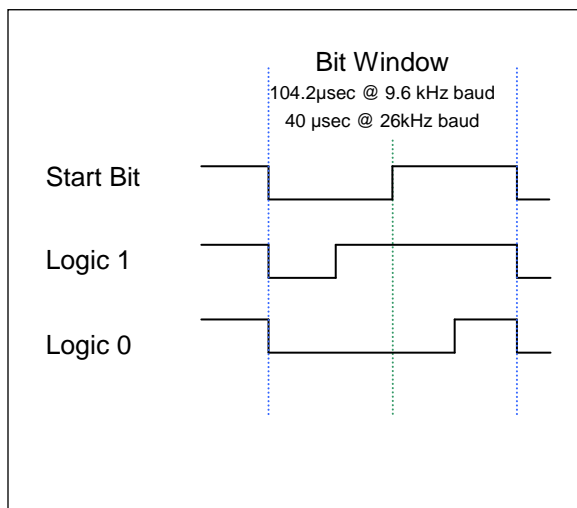 Bit Window
104.2µsec @ 9.6 kHz baud
40 µsec @ 26kHz baud
Start Bit
Logic 1
Logic 0